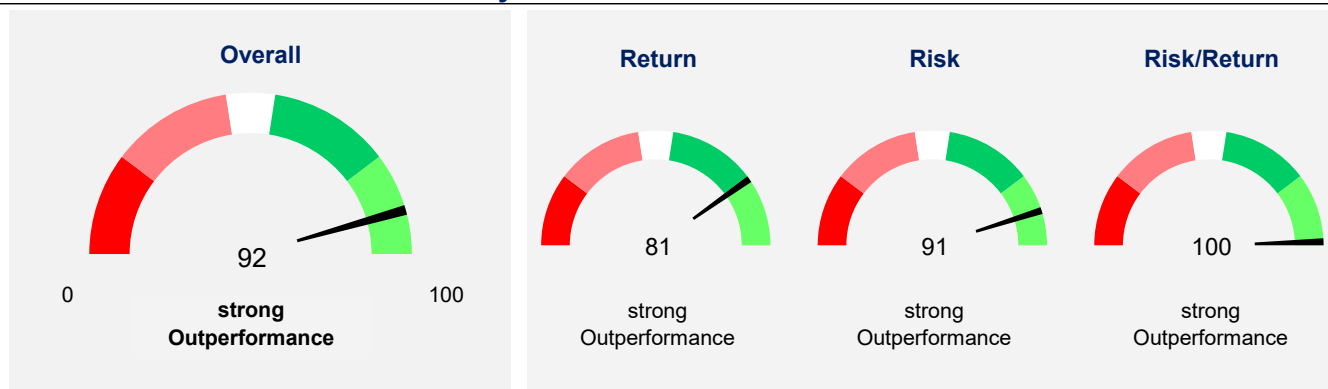 Overall
92
0
100
strong
Outperformance
Return
81
strong
Outperformance
Risk
91
strong
Outperformance
Risk/Return
100
strong
Outperformance